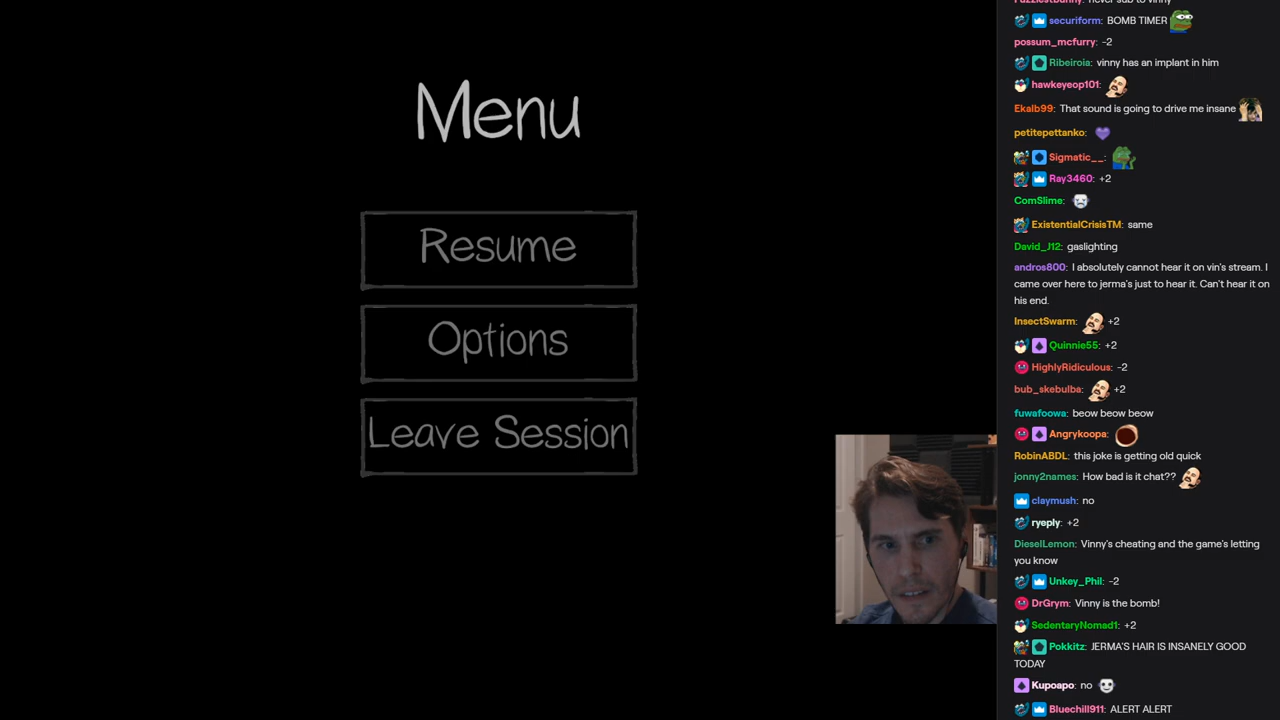 Menu
Resume
Options
Leave Session
securiform: BOMB TIMER
possum_mcfurry: -2
Ribeiroia: vinny has an implant in him
hawkeyeop101:
Ekalb99: That sound is going to drive me insane
petitepettanko:
Sigmatic__:
Ray3460: +2
ComSlime:
ExistentialCrisisTM: same
David_J12: gaslighting
andros800: I absolutely cannot hear it on vin's stream. I
came over here to jerma's just to hear it. Can't hear it on
his end.
InsectSwarm: +2
Quinnie55: +2
HighlyRidiculous: -2
bub_skebulba: +2
fuwafoowa: beow beow beow
Angrykoopa:
RobinABDL: this joke is getting old quick
jonny2names: How bad is it chat??
claymush: no
ryeply: +2
DieselLemon: Vinny's cheating and the game's letting
you know
Unkey_Phil: -2
DrGrym: Vinny is the bomb!
SedentaryNomad1: +2
Pokkitz: JERMA'S HAIR IS INSANELY GOOD
TODAY
Kupoapo: no
Bluechill911: ALERT ALERT